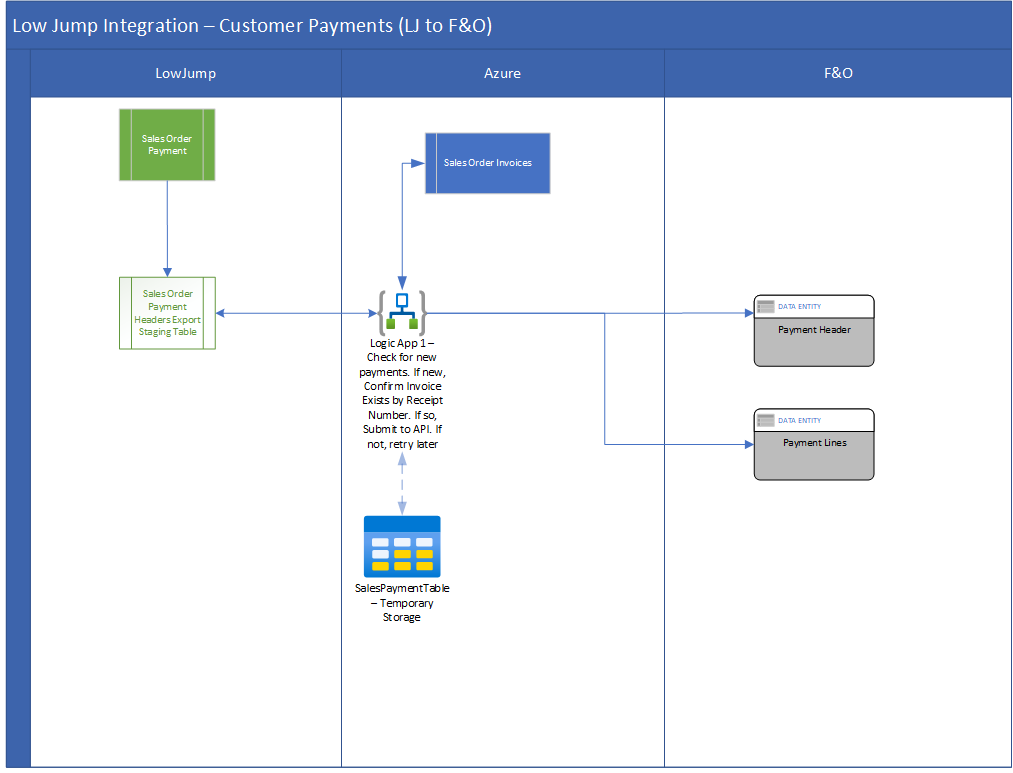 Low Jump Integration – Customer Payments (LJ to F&O)
LowJump
Azure
F&O
Sales Order
Payment
Sales Order Invoices
Sales Order
Payment
Headers Export
Staging Table
Logic App 1 –
Check for new
payments. If new,
Confirm Invoice
Exists by Receipt
Number. If so,
Submit to API. If
not, retry later
DATA ENTITY
Payment Header
DATA ENTITY
Payment Lines
SalesPaymentTable
– Temporary
Storage